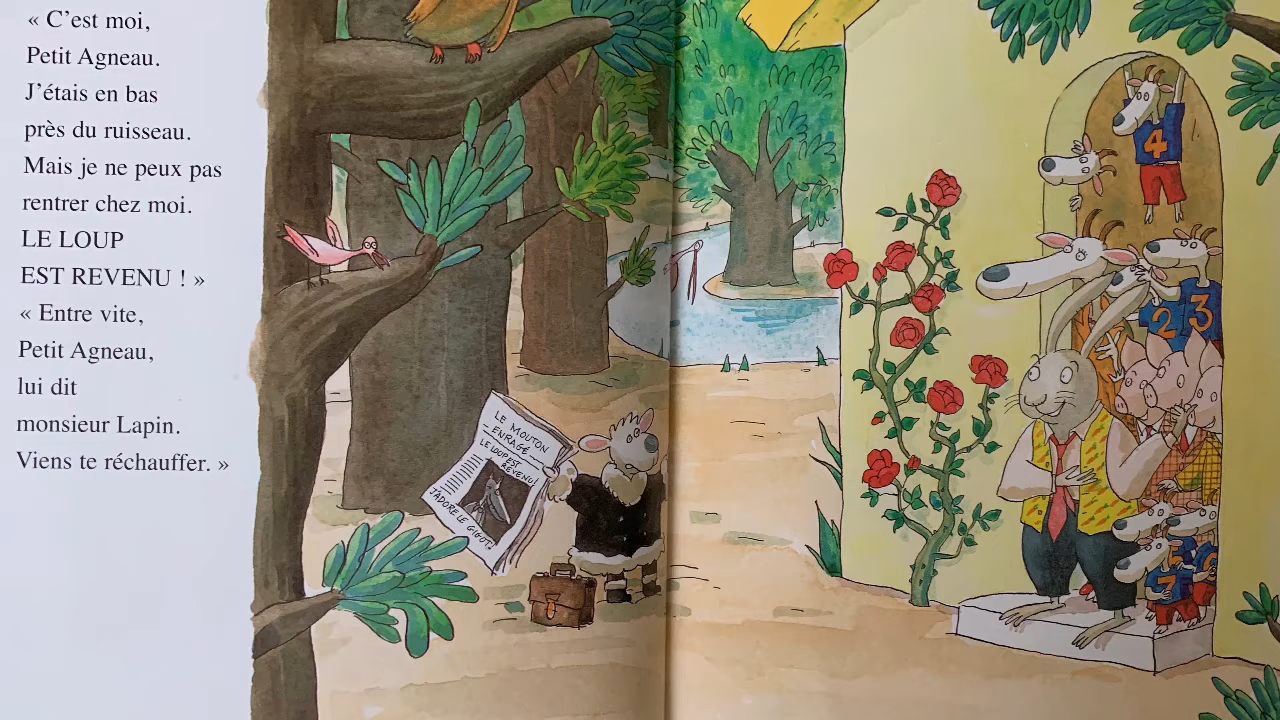 « C'est moi,
Petit Agneau.
J'étais en bas
près du ruisseau.
Mais je ne peux pas
rentrer chez moi.
LE LOUP
EST REVENU ! »
« Entre vite,
Petit Agneau,
lui dit
monsieur Lapin.
Viens te réchauffer. »
LE MOUTON
ENRAGÉ
LE LOUP EST
REVENU!
J'ADORE LE GIGOT!
4
2
3
7